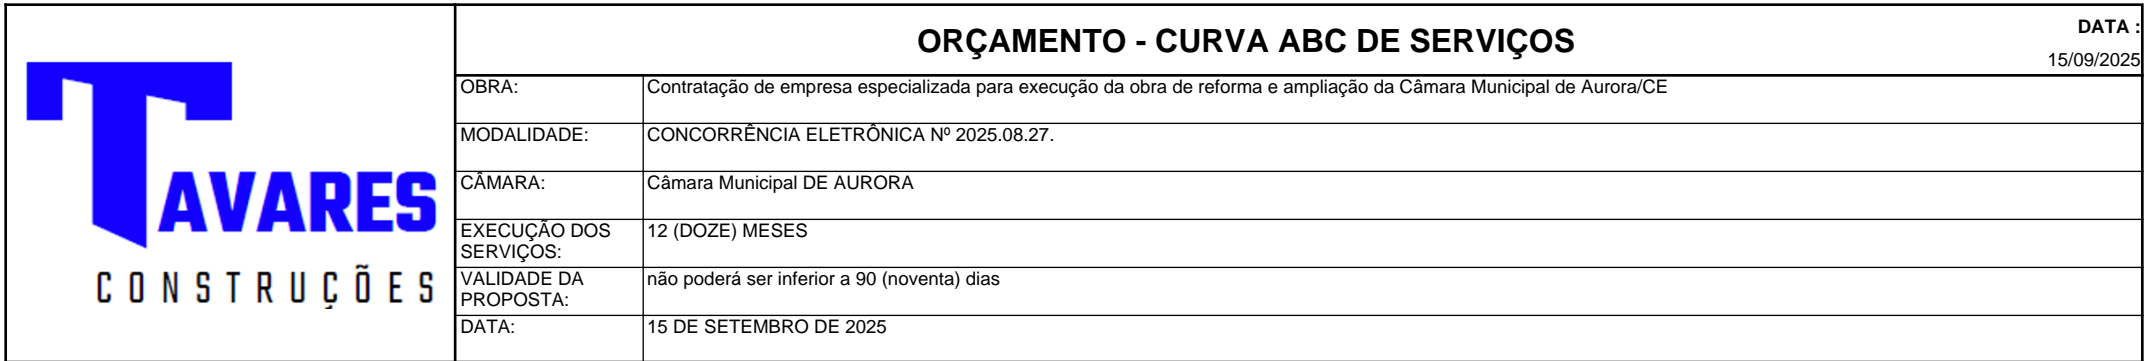 TAVARES
CONSTRUÇÕES
ORÇAMENTO - CURVA ABC DE SERVIÇOS
DATA :
15/09/2025
OBRA: Contratação de empresa especializada para execução da obra de reforma e ampliação da Câmara Municipal de Aurora/CE
MODALIDADE: CONCORRÊNCIA ELETRÔNICA Nº 2025.08.27.
CÂMARA: Câmara Municipal DE AURORA
EXECUÇÃO DOS SERVIÇOS: 12 (DOZE) MESES
VALIDADE DA PROPOSTA: não poderá ser inferior a 90 (noventa) dias
DATA: 15 DE SETEMBRO DE 2025